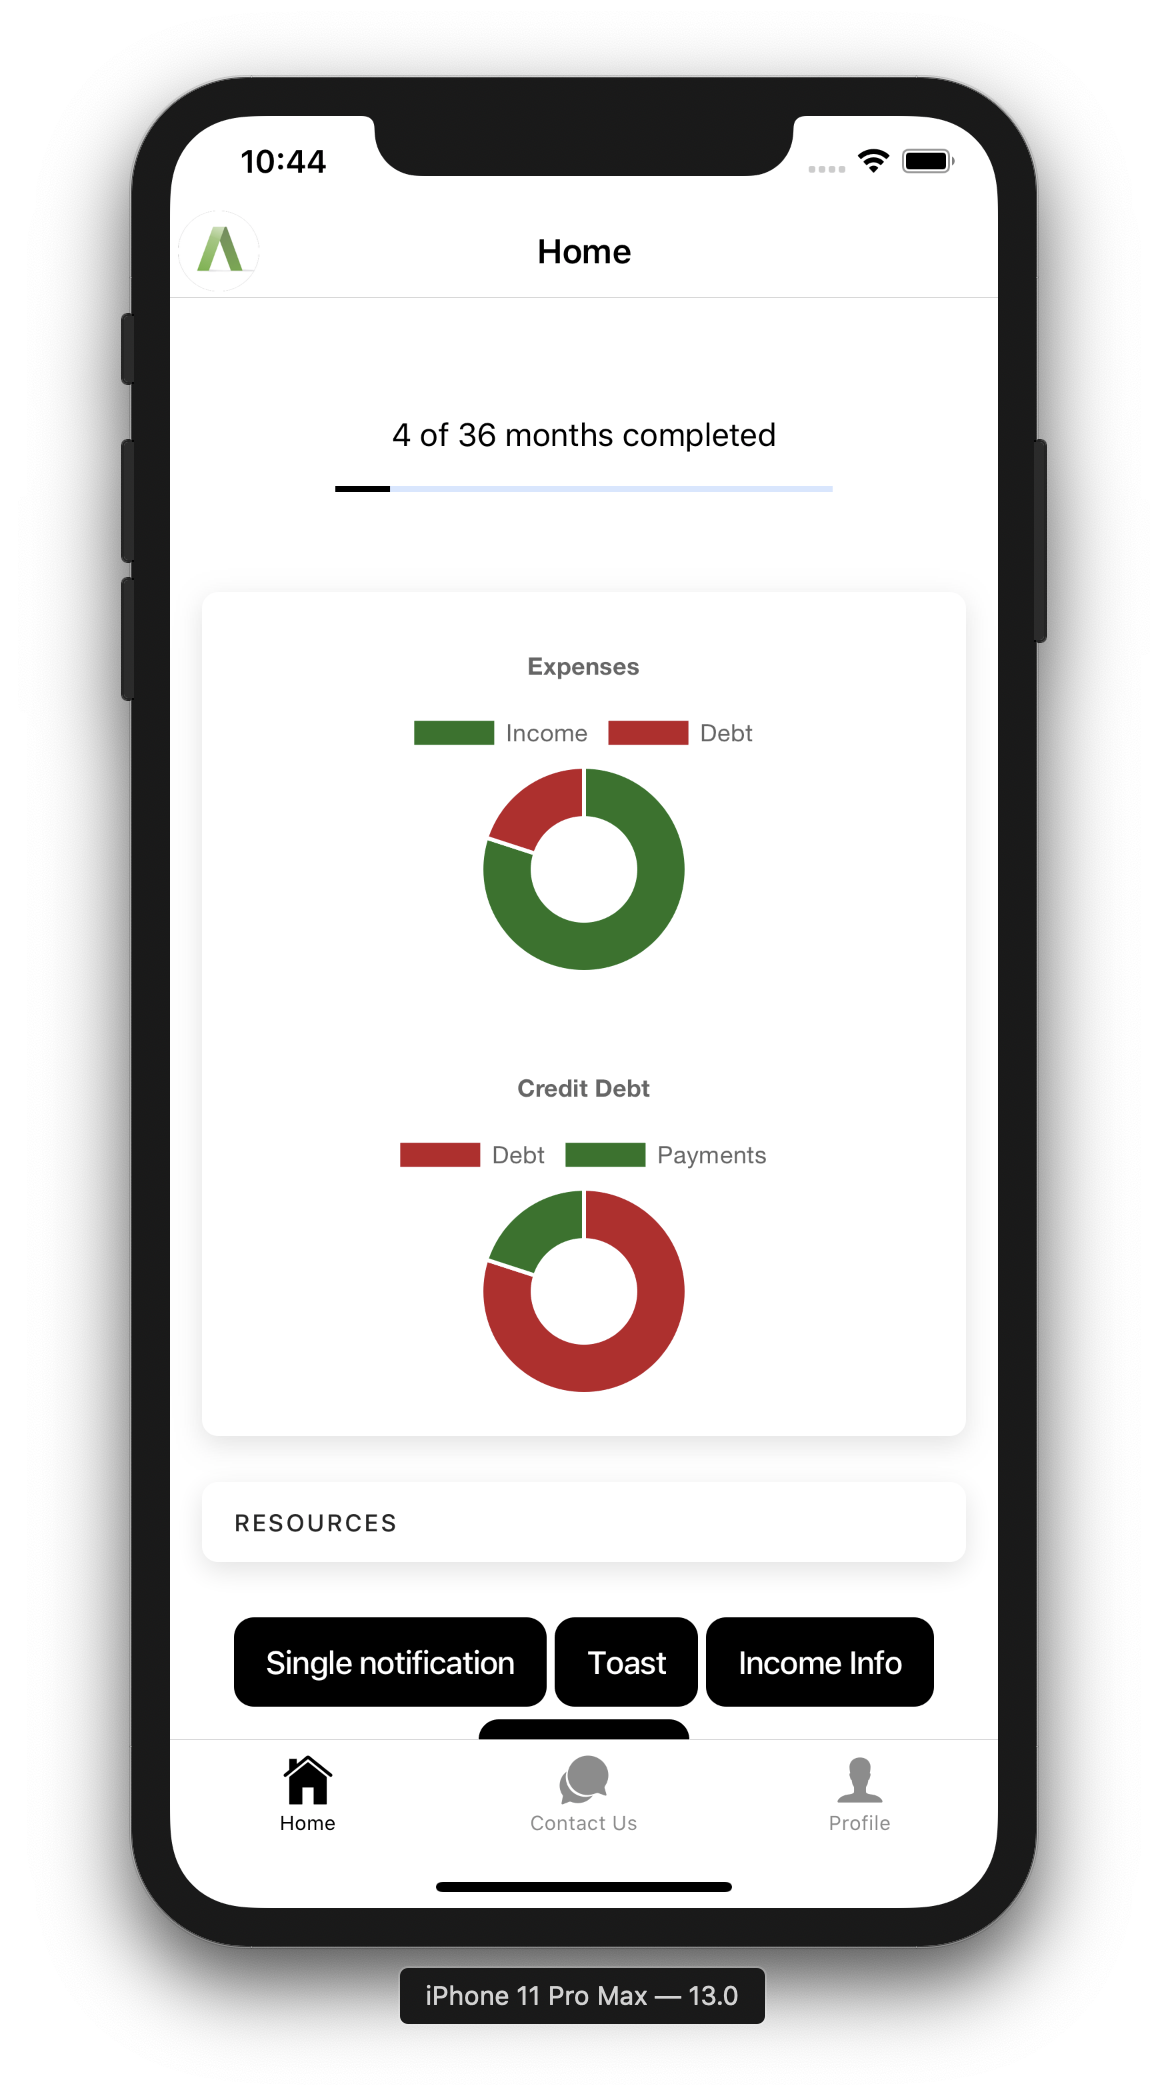 10:44
Home
4 of 36 months completed
Expenses
Income Debt
Credit Debt
Debt Payments
RESOURCES
Single notification Toast Income Info
Home Contact Us Profile
iPhone 11 Pro Max — 13.0